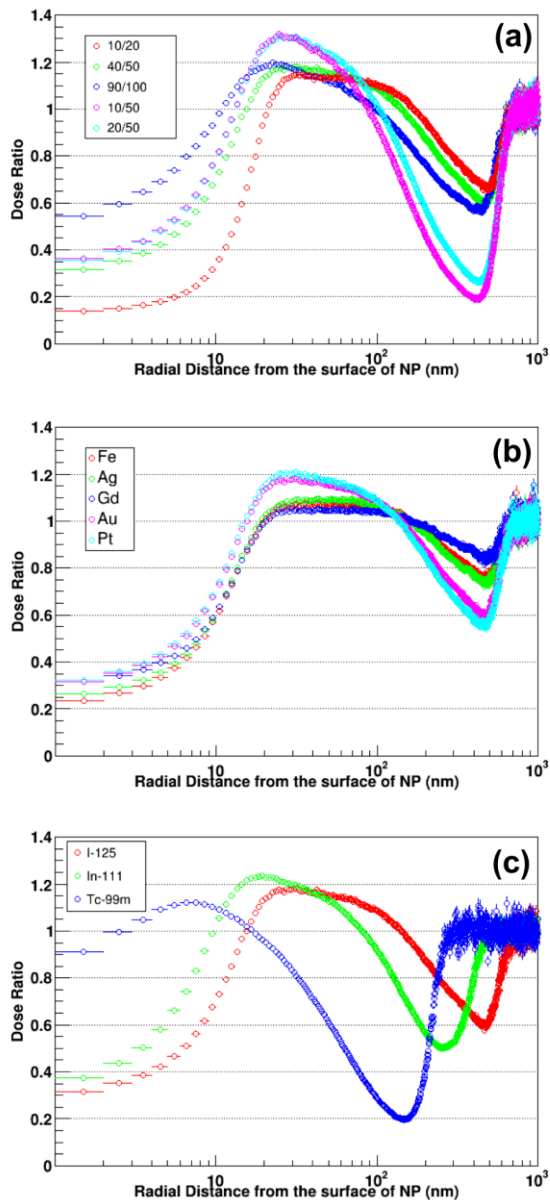 (a)
1.4
1.2
1
0.8
0.6
0.4
0.2
0
Dose Ratio
10/20
40/50
90/100
10/50
20/50
10
10²
10³
Radial Distance from the surface of NP (nm)
(b)
1.4
1.2
1
0.8
0.6
0.4
0.2
0
Dose Ratio
Fe
Ag
Gd
Au
Pt
10
10²
10³
Radial Distance from the surface of NP (nm)
(c)
1.4
1.2
1
0.8
0.6
0.4
0.2
0
Dose Ratio
I-125
In-111
Tc-99m
10
10²
10³
Radial Distance from the surface of NP (nm)